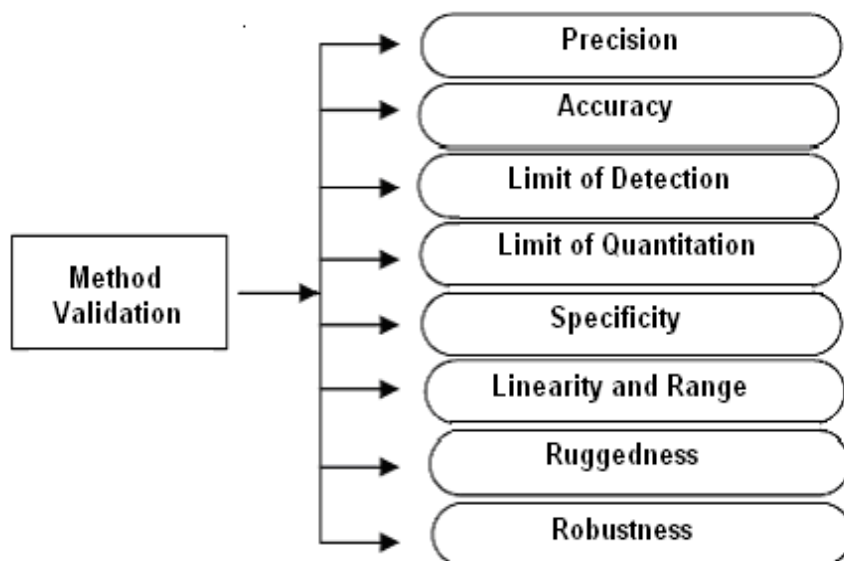 Precision
Accuracy
Limit of Detection
Limit of Quantitation
Method
Validation
Specificity
Linearity and Range
Ruggedness
Robustness